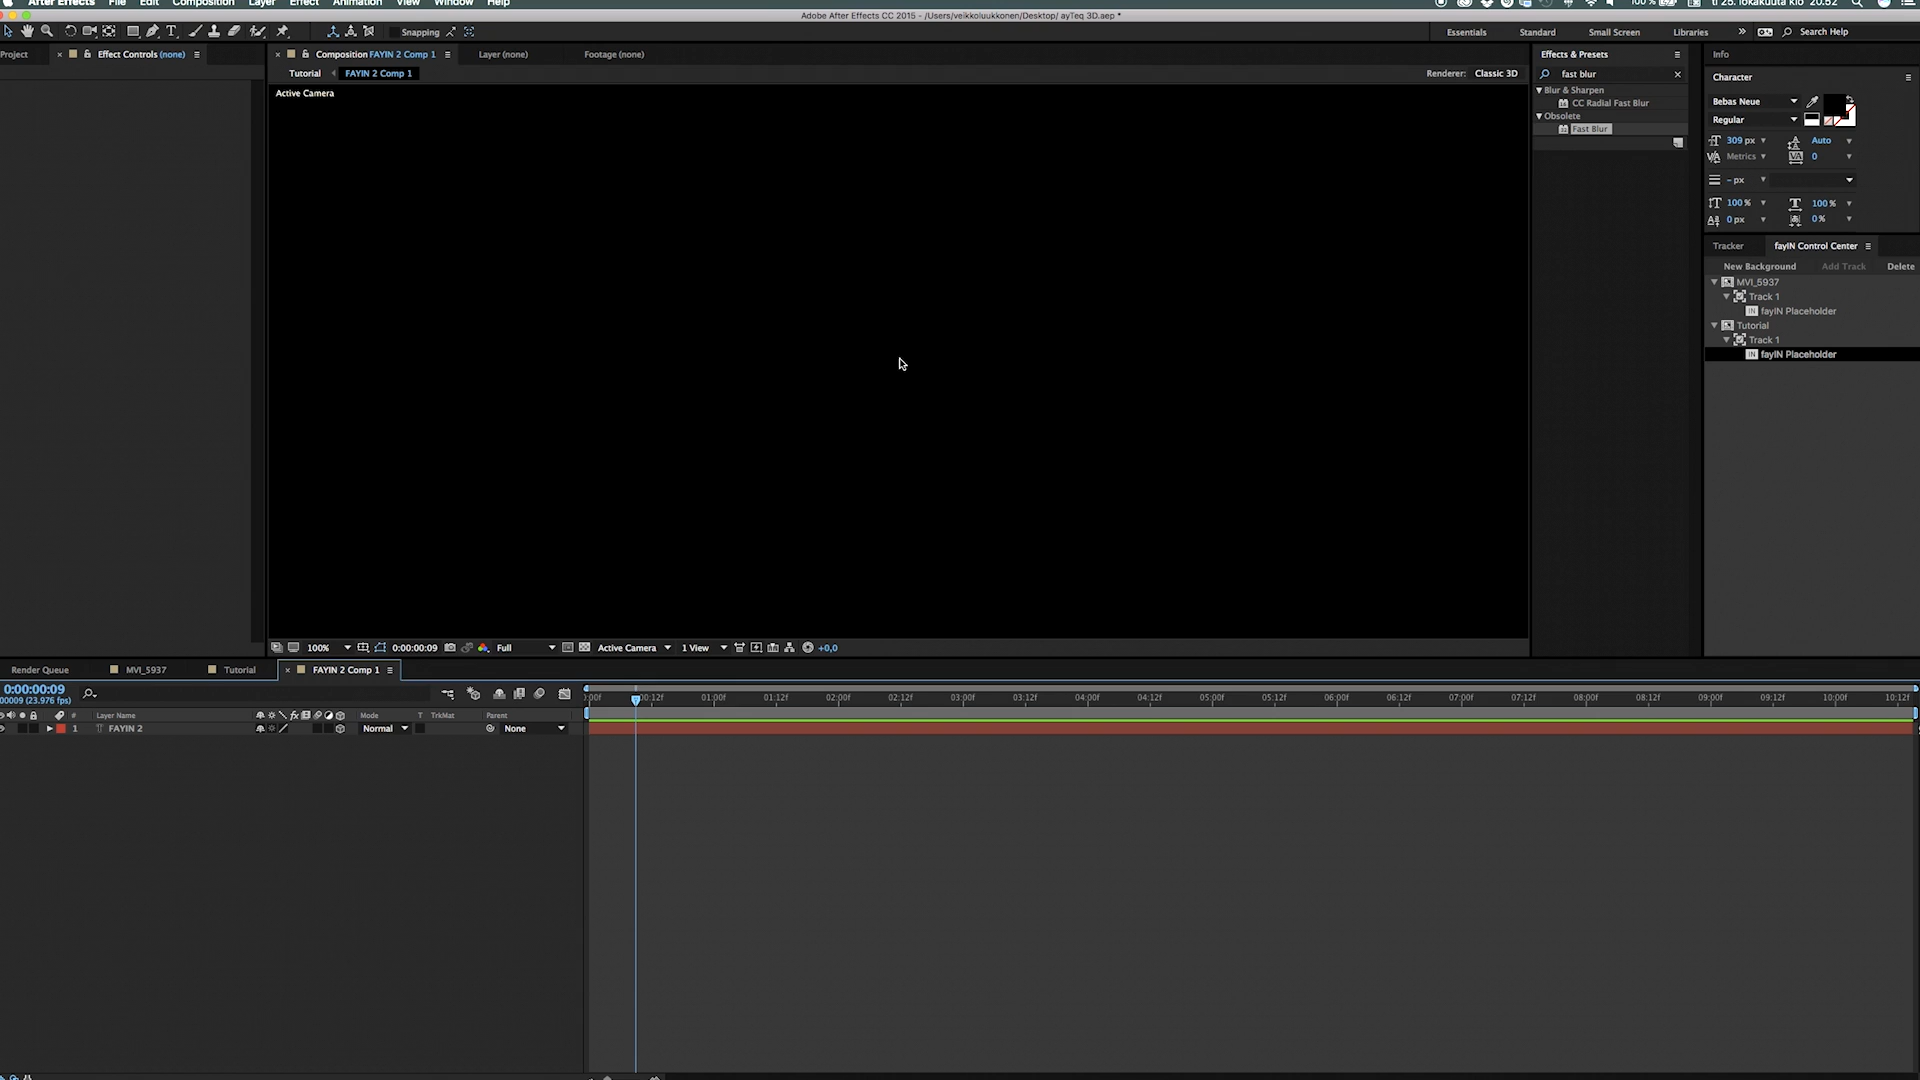 After Effects File Edit Composition Layer Effect Animation View Window Help
100 % ti 25. lokakuuta klo 20.52
Adobe After Effects CC 2015 - /Users/veikkoluukkonen/Desktop/ ayTeq 3D.aep *
Snapping
Essentials Standard Small Screen Libraries Search Help
Project Effect Controls (none)
Composition FAYIN 2 Comp 1 Layer (none) Footage (none)
Effects & Presets
Info
Tutorial FAYIN 2 Comp 1
Renderer: Classic 3D
fast blur
Character
Active Camera
Blur & Sharpen
CC Radial Fast Blur
Obsolete
Fast Blur
Bebas Neue
Regular
309 px Auto
Metrics 0
- px
100 % 100 %
0 px 0 %
Tracker fayIN Control Center
New Background Add Track Delete
MVI_5937
Track 1
fayIN Placeholder
Tutorial
Track 1
fayIN Placeholder
100% 0:00:00:09 Full Active Camera 1 View +0,0
Render Queue MVI_5937 Tutorial FAYIN 2 Comp 1
0:00:00:09
00009 (23.976 fps)
:00f 00:12f 01:00f 01:12f 02:00f 02:12f 03:00f 03:12f 04:00f 04:12f 05:00f 05:12f 06:00f 06:12f 07:00f 07:12f 08:00f 08:12f 09:00f 09:12f 10:00f 10:12f
# Layer Name Mode T TrkMat Parent
1 FAYIN 2 Normal None